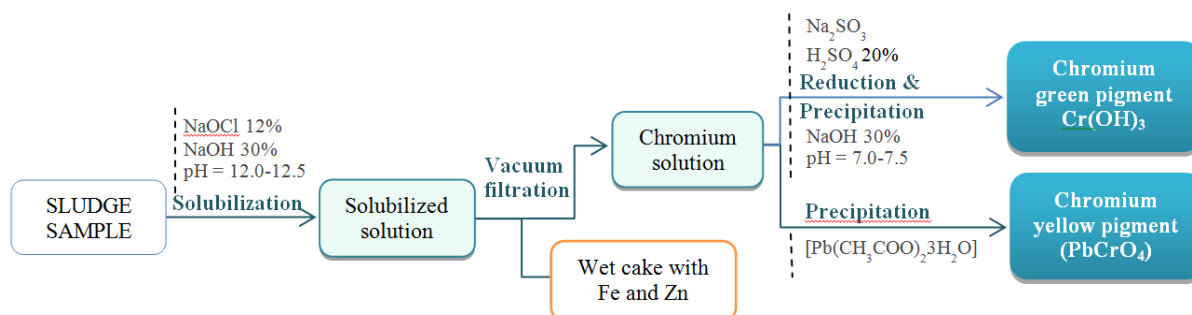 SLUDGE
SAMPLE
NaOCl 12%
NaOH 30%
pH = 12.0-12.5
Solubilization
Solubilized
solution
Vacuum
filtration
Wet cake with
Fe and Zn
Chromium
solution
Na₂SO₃
H₂SO₄ 20%
Reduction &
Precipitation
NaOH 30%
pH = 7.0-7.5
Chromium
green pigment
Cr(OH)₃
Precipitation
[Pb(CH₃COO)₂3H₂O]
Chromium
yellow pigment
(PbCrO₄)